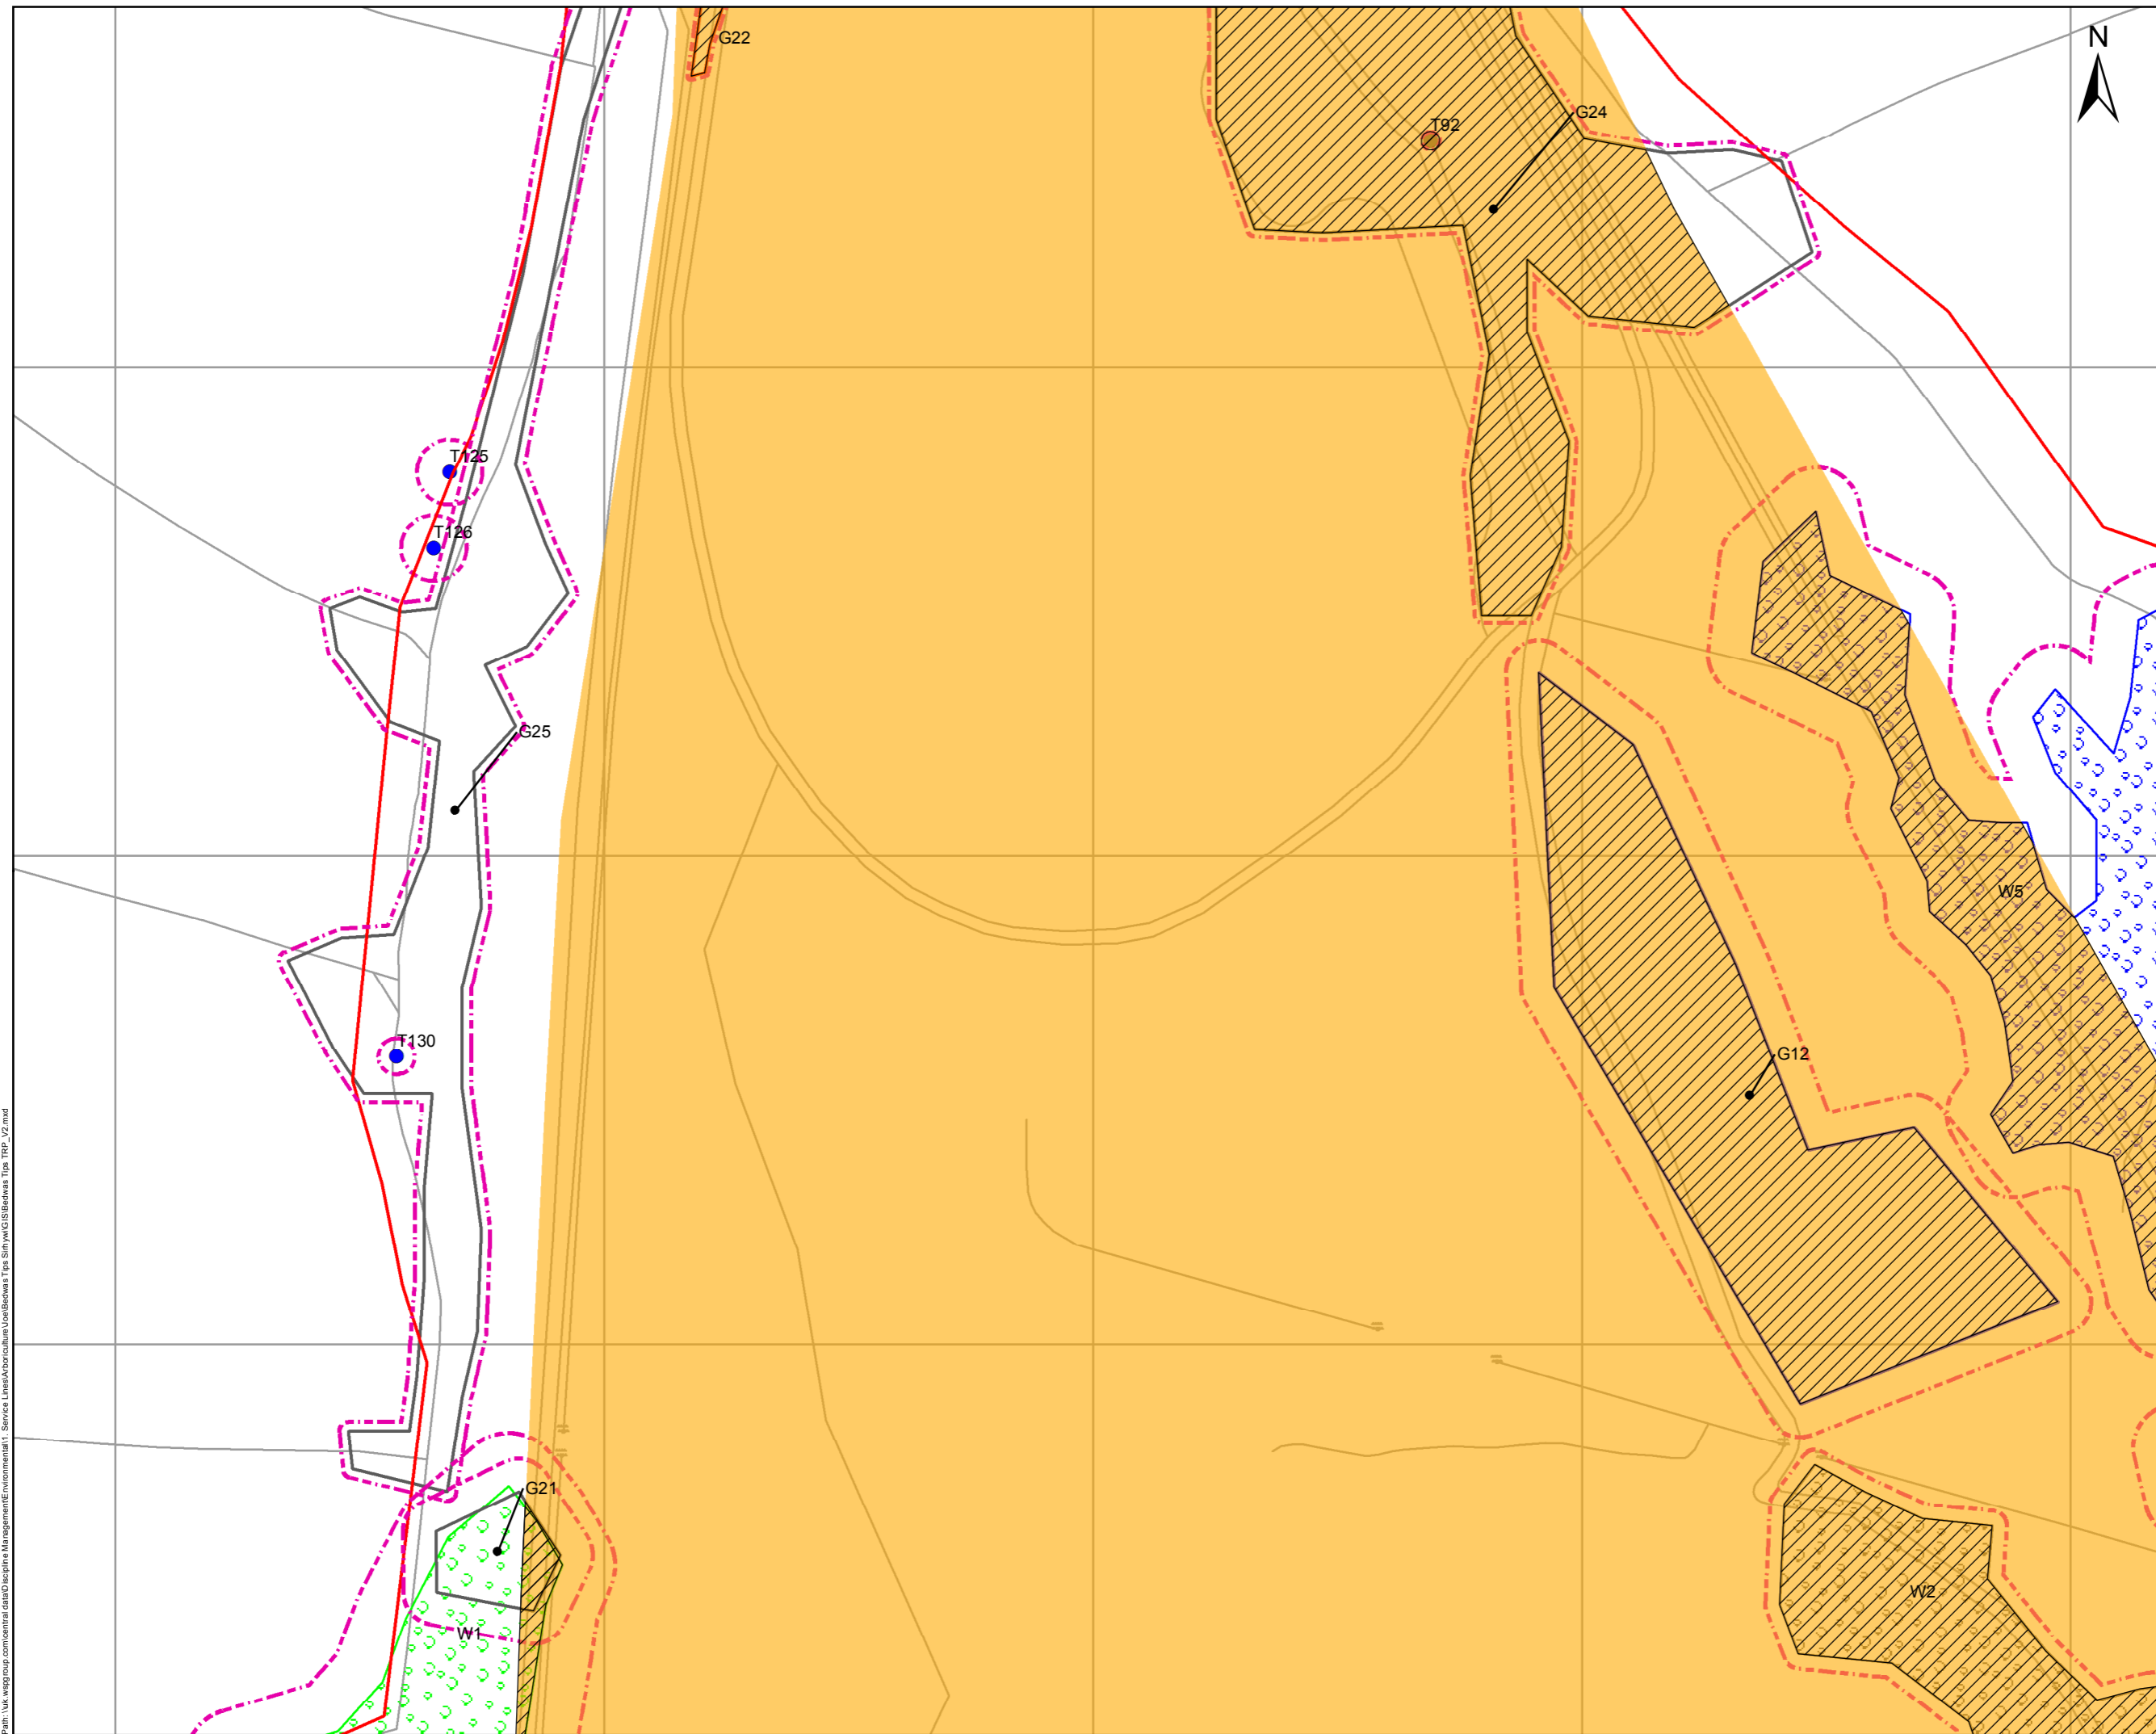 G22
N
G24
T92
T125
T126
G25
W5
T130
G12
G21
W2
W1
Path: \\uk.wspgroup.com\central data\Discipline Management\Environmental\1. Service Lines\Arboriculture\Joe\Bedwas Tips Sirhywi\GIS\Bedwas Tips TRP_V2.mxd